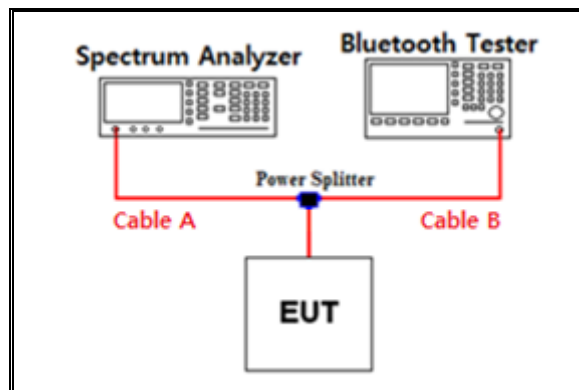 Spectrum Analyzer
Bluetooth Tester
Power Splitter
Cable A
Cable B
EUT